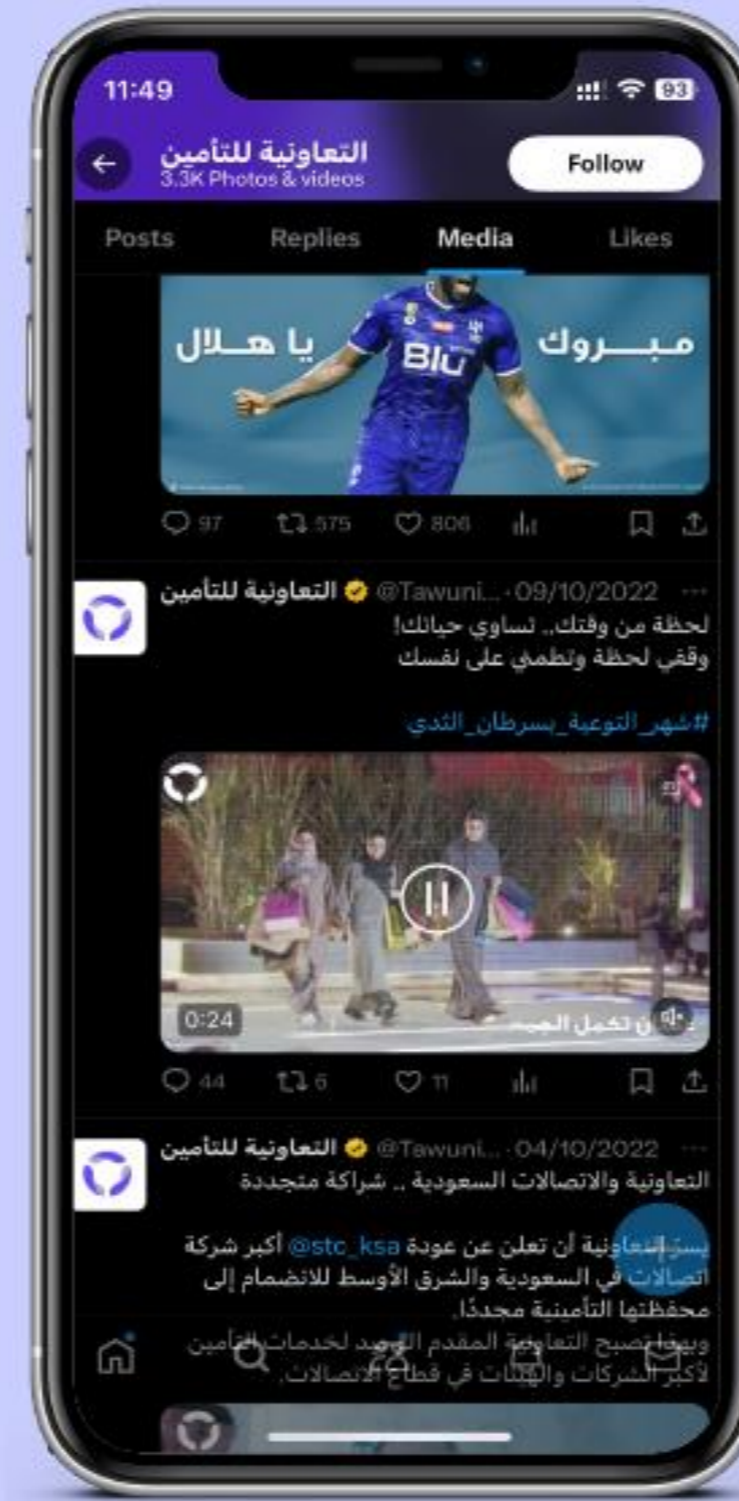 11:49
93
التعاونية للتأمين
3.3K Photos & videos
Follow
Posts
Replies
Media
Likes
مبـــــروك
يا هــلال
Blu
97
575
806
التعاونية للتأمين @Tawuni... · 09/10/2022
لحظة من وقتك.. تساوي حياتك!
وقفي لحظة وتطمني على نفسك
#شهر_التوعية_بسرطان_الثدي
0:24
ن تكمل
44
6
11
التعاونية للتأمين @Tawuni... · 04/10/2022
التعاونية والاتصالات السعودية .. شراكة متجددة
يسر التعاونية أن تعلن عن عودة @stc_ksa أكبر شركة
اتصالات في السعودية والشرق الأوسط للانضمام إلى
محفظتها التأمينية مجددًا.
وبهذا تصبح التعاونية المقدم الوحيد لخدمات التأمين
لأكبر الشركات والهيئات في قطاع الاتصالات.